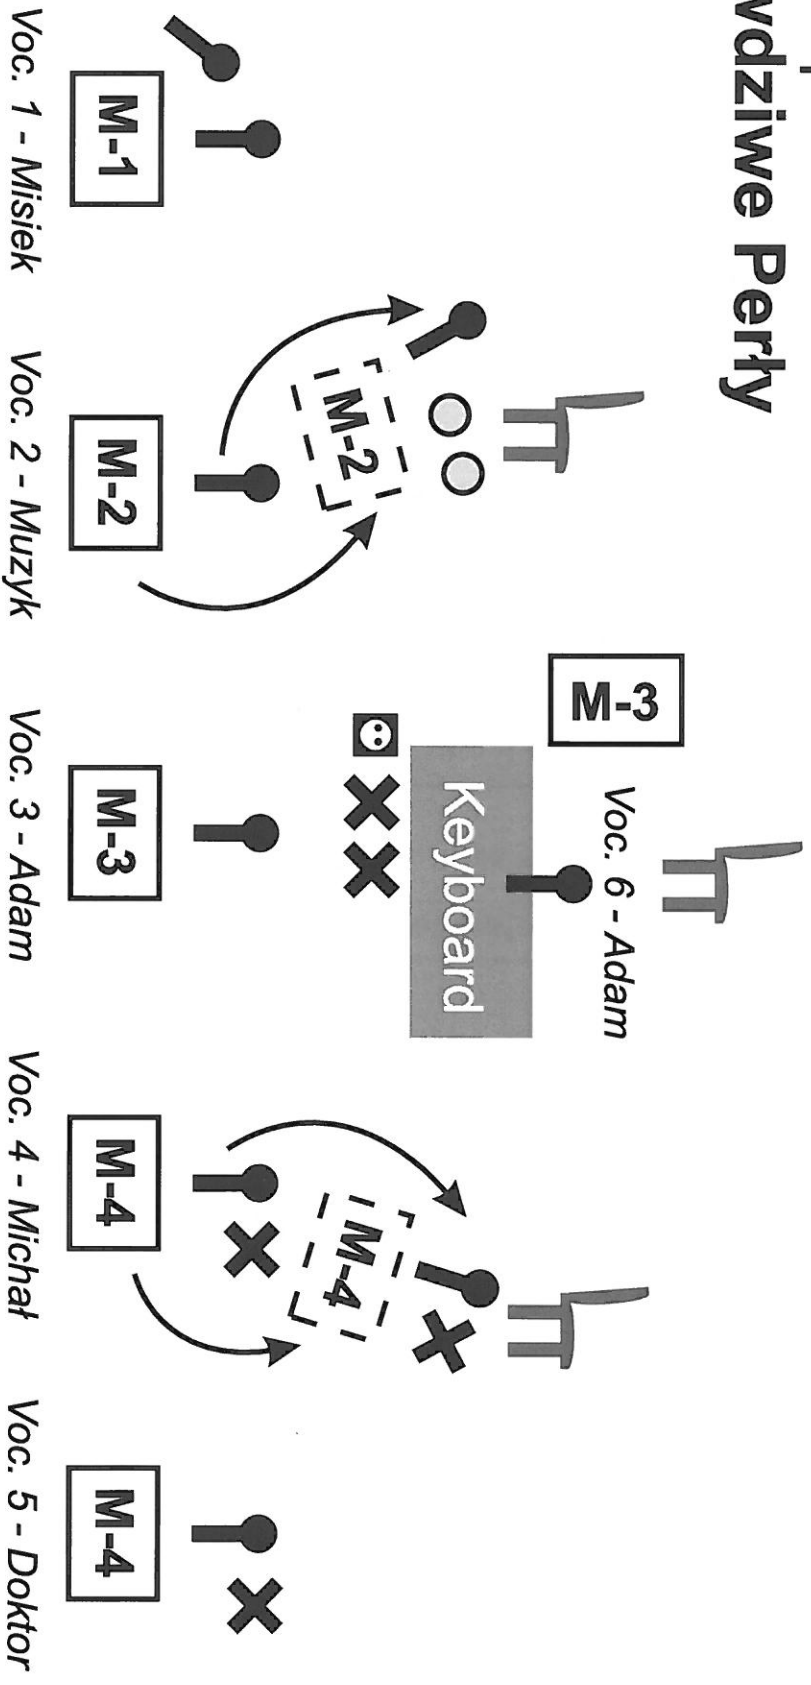 wdziwe Perły
M-3
Voc. 6 - Adam
Keyboard
M-2
M-4
M-1
M-2
M-3
M-4
M-4
Voc. 1 - Misiek
Voc. 2 - Muzyk
Voc. 3 - Adam
Voc. 4 - Michał
Voc. 5 - Doktor